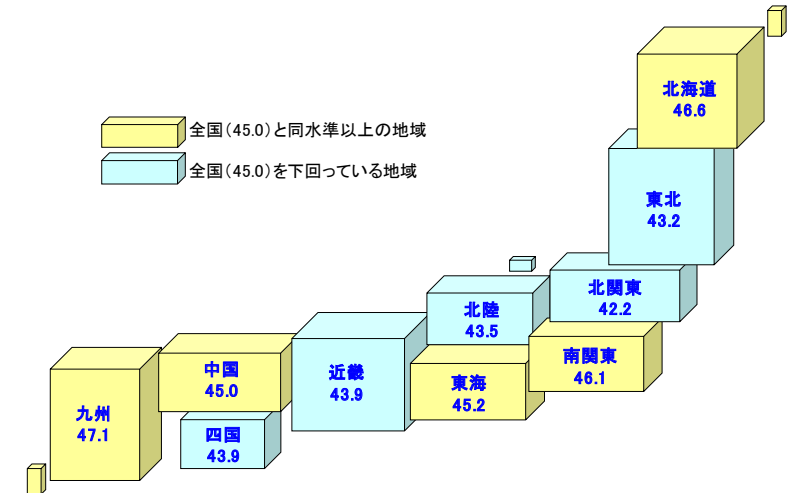 北海道
46.6
全国(45.0)と同水準以上の地域
全国(45.0)を下回っている地域
東北
43.2
北関東
42.2
北陸
43.5
南関東
46.1
中国
45.0
近畿
43.9
東海
45.2
九州
47.1
四国
43.9